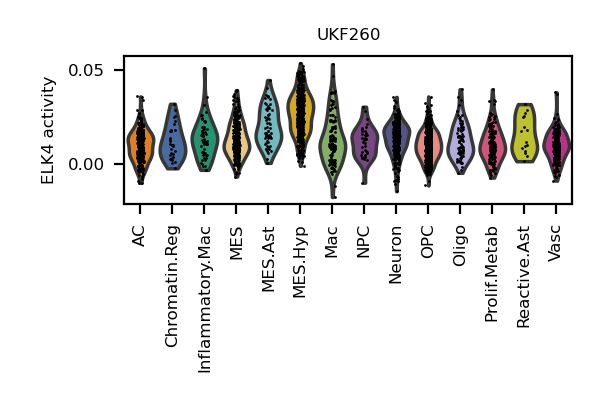 UKF260
ELK4 activity
0.05
0.00
AC
Chromatin.Reg
Inflammatory.Mac
MES
MES.Ast
MES.Hyp
Mac
NPC
Neuron
OPC
Oligo
Prolif.Metab
Reactive.Ast
Vasc